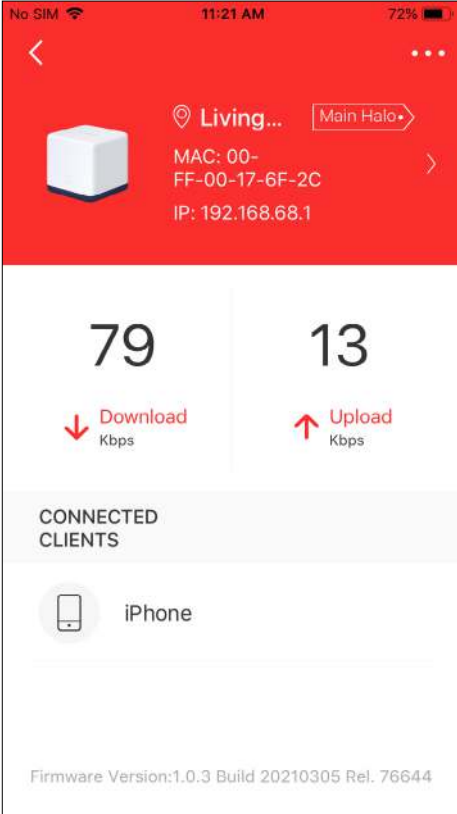 No SIM 11:21 AM 72%
Living... Main Halo
MAC: 00-
FF-00-17-6F-2C
IP: 192.168.68.1
79 13
Download Upload
Kbps Kbps
CONNECTED
CLIENTS
iPhone
Firmware Version:1.0.3 Build 20210305 Rel. 76644